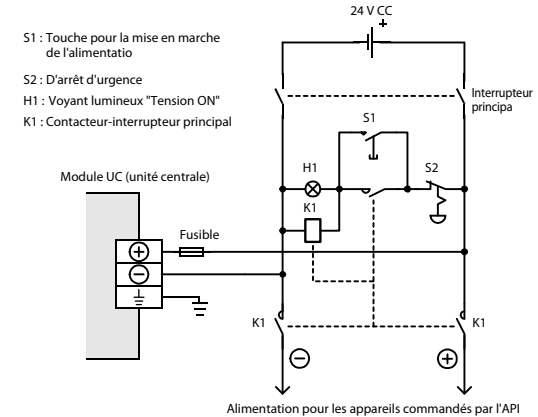 24 V CC
+
S1 : Touche pour la mise en marche
de l'alimentatio
S2 : D'arrêt d'urgence
H1 : Voyant lumineux "Tension ON"
K1 : Contacteur-interrupteur principal
Interrupteur
principa
S1
Module UC (unité centrale)
H1
S2
K1
Fusible
+
−
K1
K1
−
+
Alimentation pour les appareils commandés par l'API